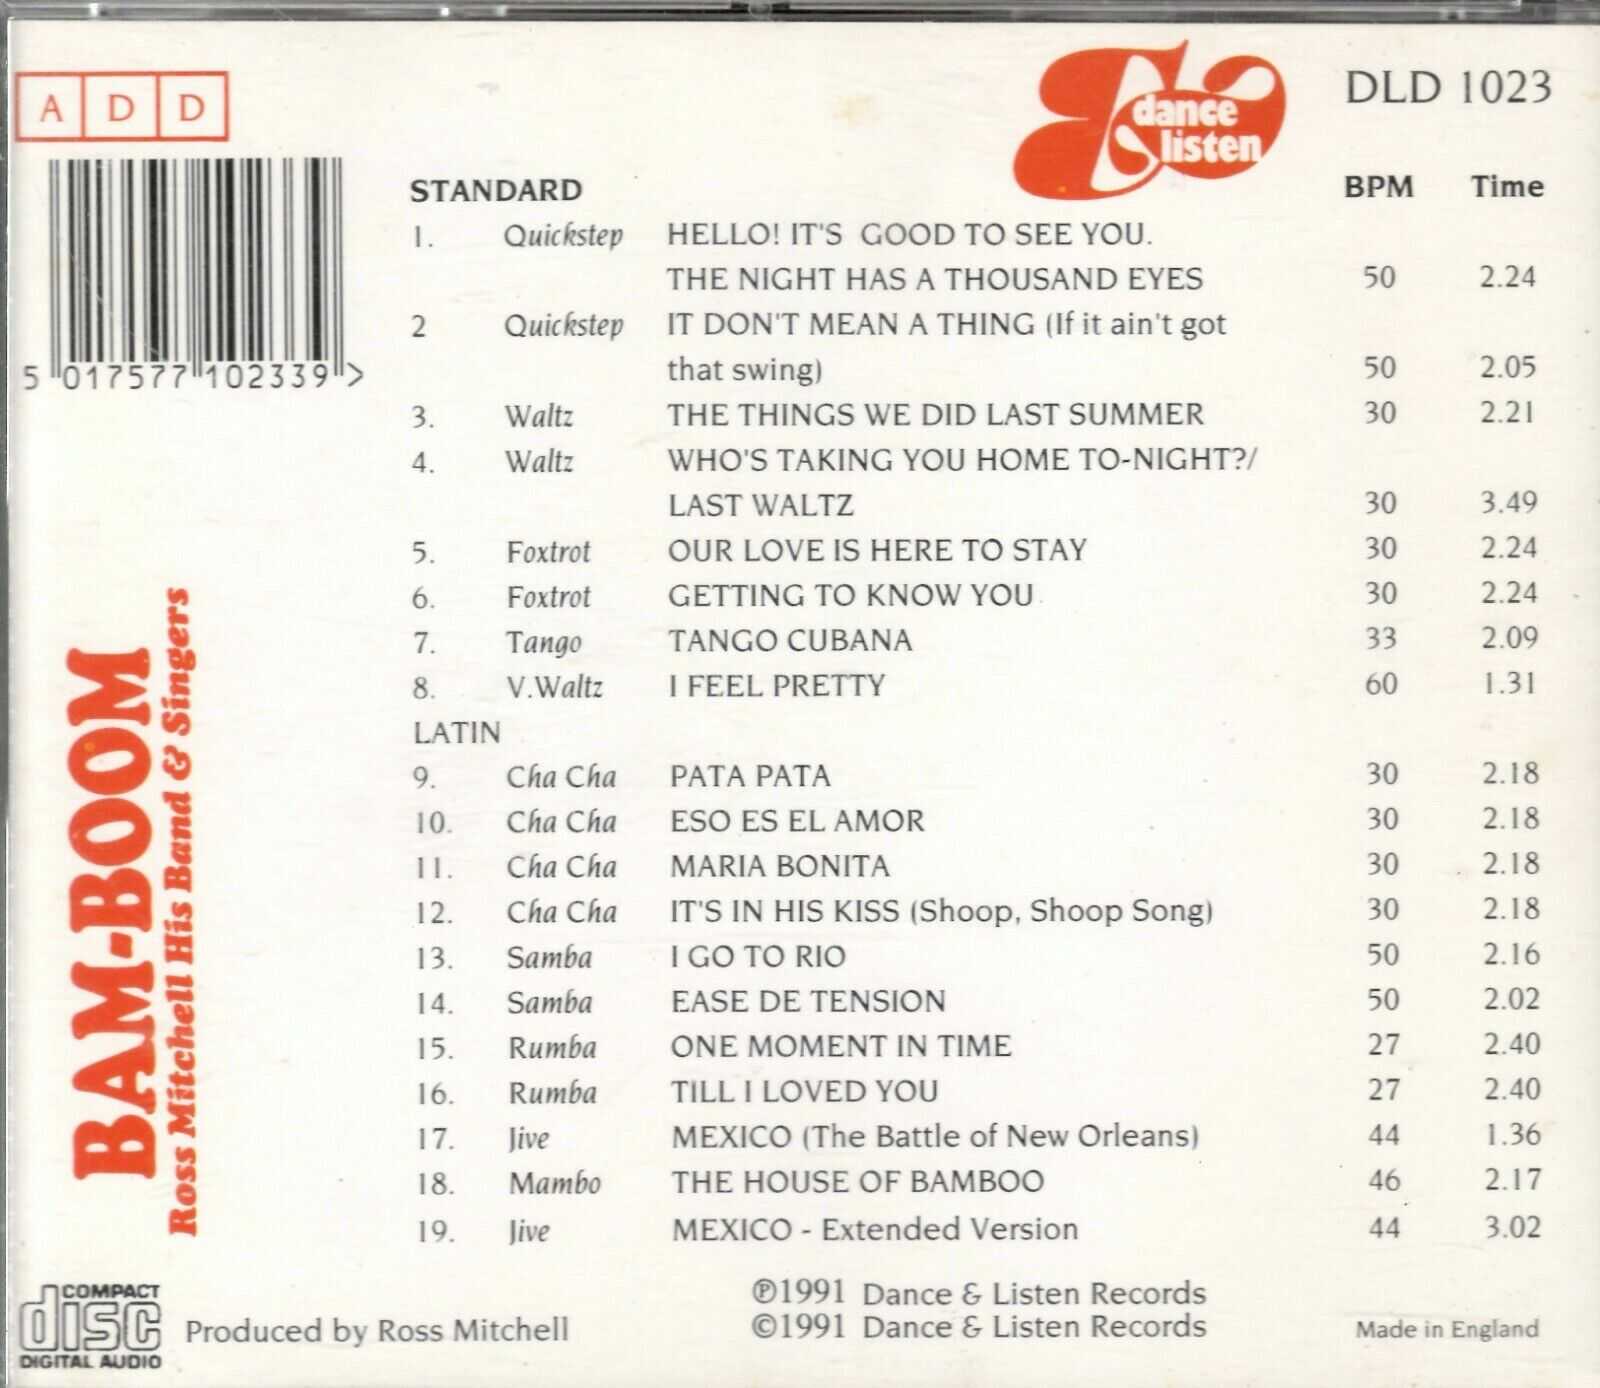 A D D
dance
listen
DLD 1023
STANDARD BPM Time
1. Quickstep HELLO! IT'S GOOD TO SEE YOU.
THE NIGHT HAS A THOUSAND EYES 50 2.24
2 Quickstep IT DON'T MEAN A THING (If it ain't got
that swing) 50 2.05
3. Waltz THE THINGS WE DID LAST SUMMER 30 2.21
4. Waltz WHO'S TAKING YOU HOME TO-NIGHT?/
LAST WALTZ 30 3.49
5. Foxtrot OUR LOVE IS HERE TO STAY 30 2.24
6. Foxtrot GETTING TO KNOW YOU 30 2.24
7. Tango TANGO CUBANA 33 2.09
8. V.Waltz I FEEL PRETTY 60 1.31
LATIN
9. Cha Cha PATA PATA 30 2.18
10. Cha Cha ESO ES EL AMOR 30 2.18
11. Cha Cha MARIA BONITA 30 2.18
12. Cha Cha IT'S IN HIS KISS (Shoop, Shoop Song) 30 2.18
13. Samba I GO TO RIO 50 2.16
14. Samba EASE DE TENSION 50 2.02
15. Rumba ONE MOMENT IN TIME 27 2.40
16. Rumba TILL I LOVED YOU 27 2.40
17. Jive MEXICO (The Battle of New Orleans) 44 1.36
18. Mambo THE HOUSE OF BAMBOO 46 2.17
19. Jive MEXICO - Extended Version 44 3.02
5 017577 102339 >
BAM-BOOM
Ross Mitchell His Band & Singers
COMPACT
disc
DIGITAL AUDIO
Produced by Ross Mitchell
℗1991 Dance & Listen Records
©1991 Dance & Listen Records
Made in England